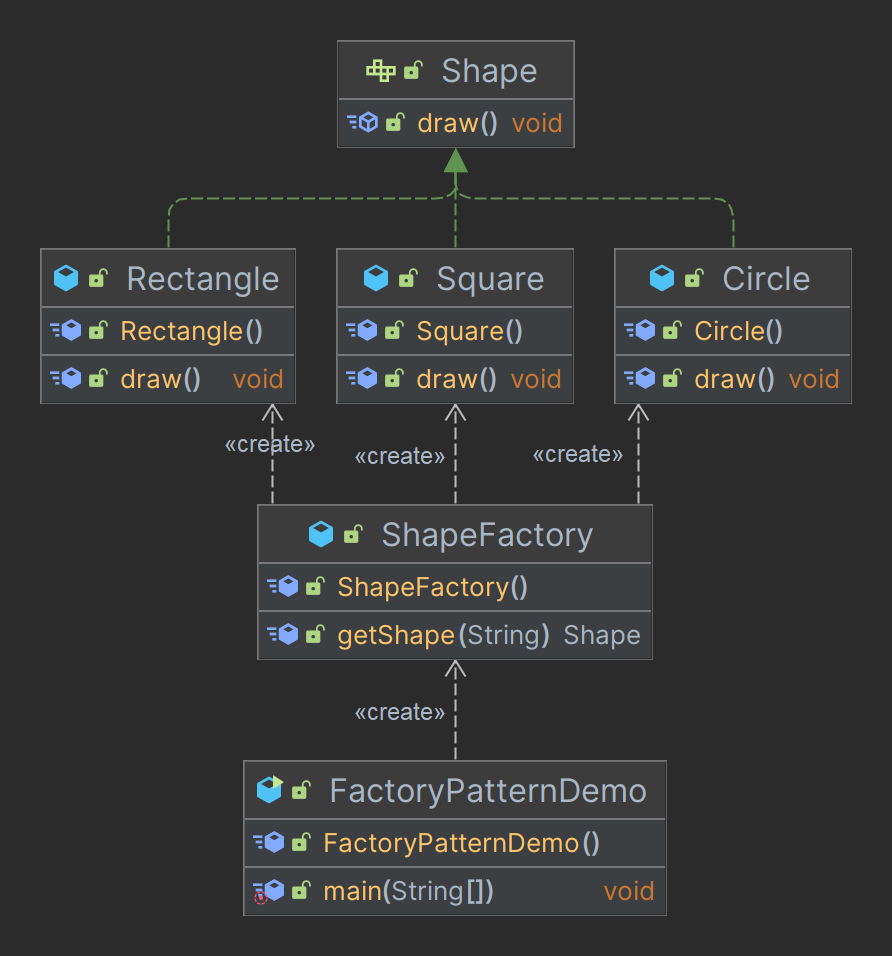 Shape
draw() void
Rectangle
Rectangle()
draw() void
Square
Square()
draw() void
Circle
Circle()
draw() void
«create»
«create»
«create»
ShapeFactory
ShapeFactory()
getShape(String) Shape
«create»
FactoryPatternDemo
FactoryPatternDemo()
main(String[]) void